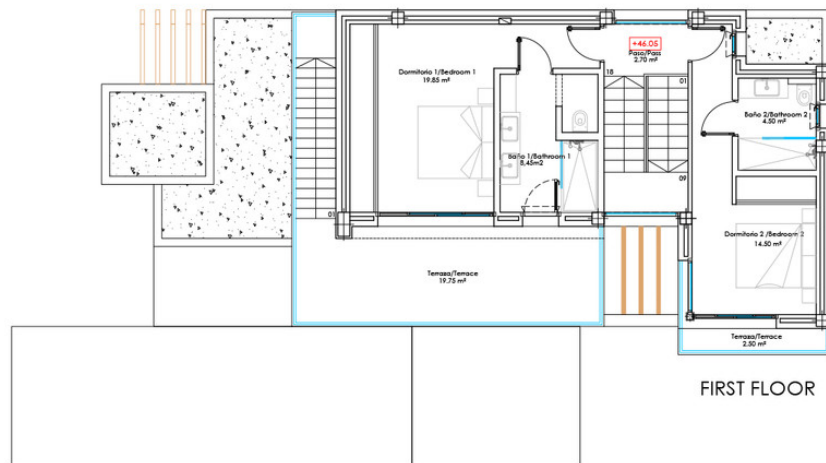 +46.05
Paso/Pass
2.70 m²
Dormitorio 1/Bedroom 1
19.85 m²
18
01
Baño 2/Bathroom 2
4.50 m²
Baño 1/Bathroom 1
8,45m2
09
01
Dormitorio 2 /Bedroom 2
14.50 m²
Terraza/Terrace
19.75 m²
Terraza/Terrace
2.50 m²
FIRST FLOOR